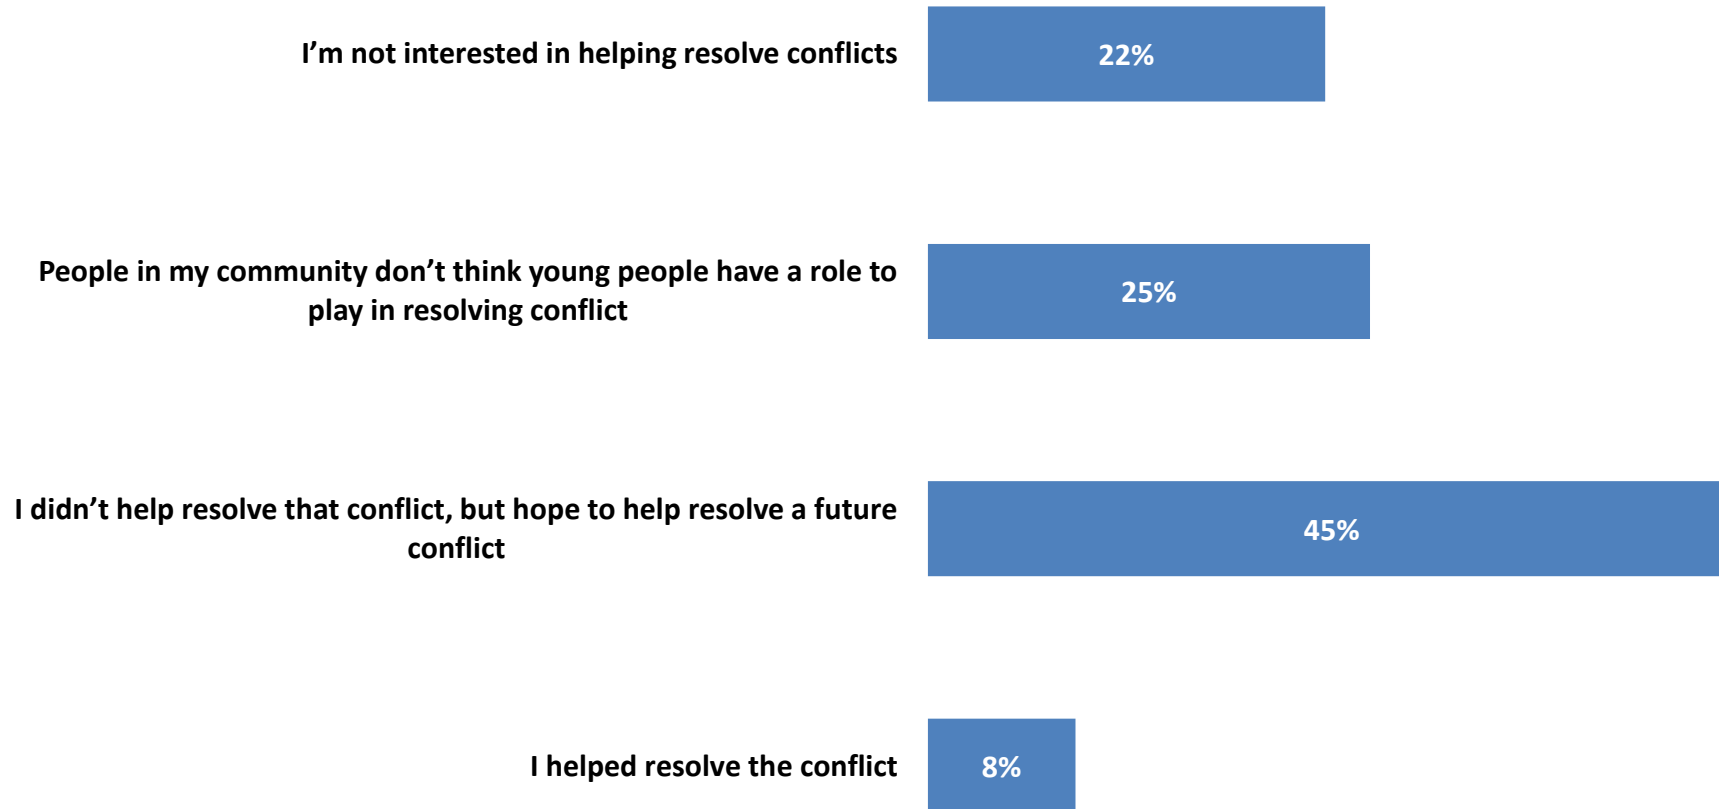 I’m not interested in helping resolve conflicts
22%
People in my community don’t think young people have a role to
play in resolving conflict
25%
I didn’t help resolve that conflict, but hope to help resolve a future
conflict
45%
I helped resolve the conflict
8%